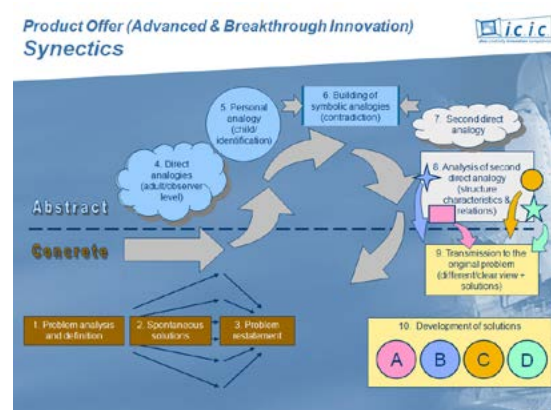 Product Offer (Advanced & Breakthrough Innovation)
Synectics
icic
5. Personal
analogy
(child/
identification)
6. Building of
symbolic analogies
(contradiction)
7. Second direct
analogy
4. Direct
analogies
(adult/observer
level)
8. Analysis of second
direct analogy
(structure
characteristics &
relations)
Abstract
Concrete
9. Transmission to the
original problem
(different/clear view +
solutions)
1. Problem analysis
and definition
2. Spontaneous
solutions
3. Problem
restatement
10. Development of solutions
A
B
C
D